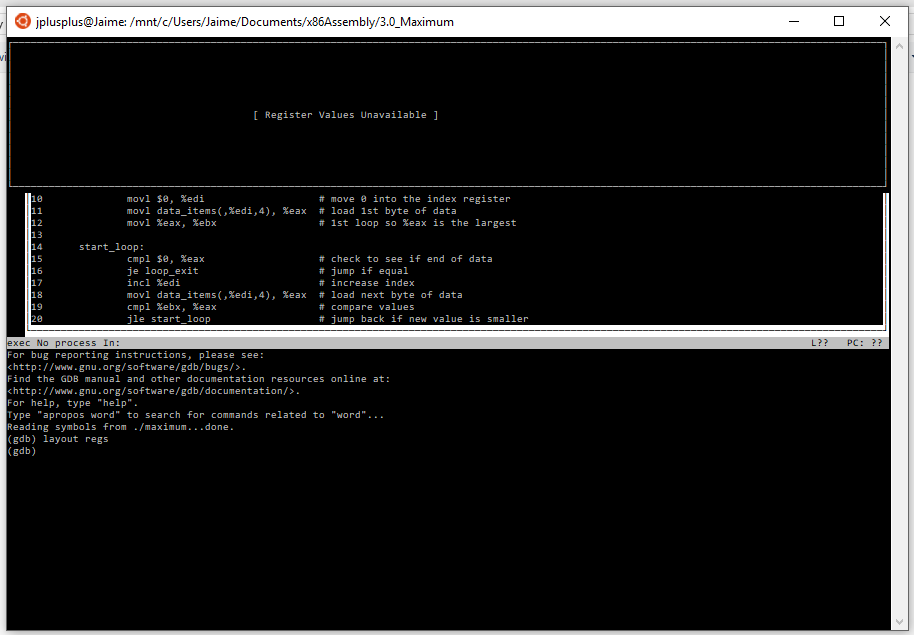 jplusplus@Jaime: /mnt/c/Users/Jaime/Documents/x86Assembly/3.0_Maximum
[ Register Values Unavailable ]
10 movl $0, %edi # move 0 into the index register
11 movl data_items(,%edi,4), %eax # load 1st byte of data
12 movl %eax, %ebx # 1st loop so %eax is the largest
13
14 start_loop:
15 cmpl $0, %eax # check to see if end of data
16 je loop_exit # jump if equal
17 incl %edi # increase index
18 movl data_items(,%edi,4), %eax # load next byte of data
19 cmpl %ebx, %eax # compare values
20 jle start_loop # jump back if new value is smaller
exec No process In: L?? PC: ??
For bug reporting instructions, please see:
<http://www.gnu.org/software/gdb/bugs/>.
Find the GDB manual and other documentation resources online at:
<http://www.gnu.org/software/gdb/documentation/>.
For help, type "help".
Type "apropos word" to search for commands related to "word"...
Reading symbols from ./maximum...done.
(gdb) layout regs
(gdb)